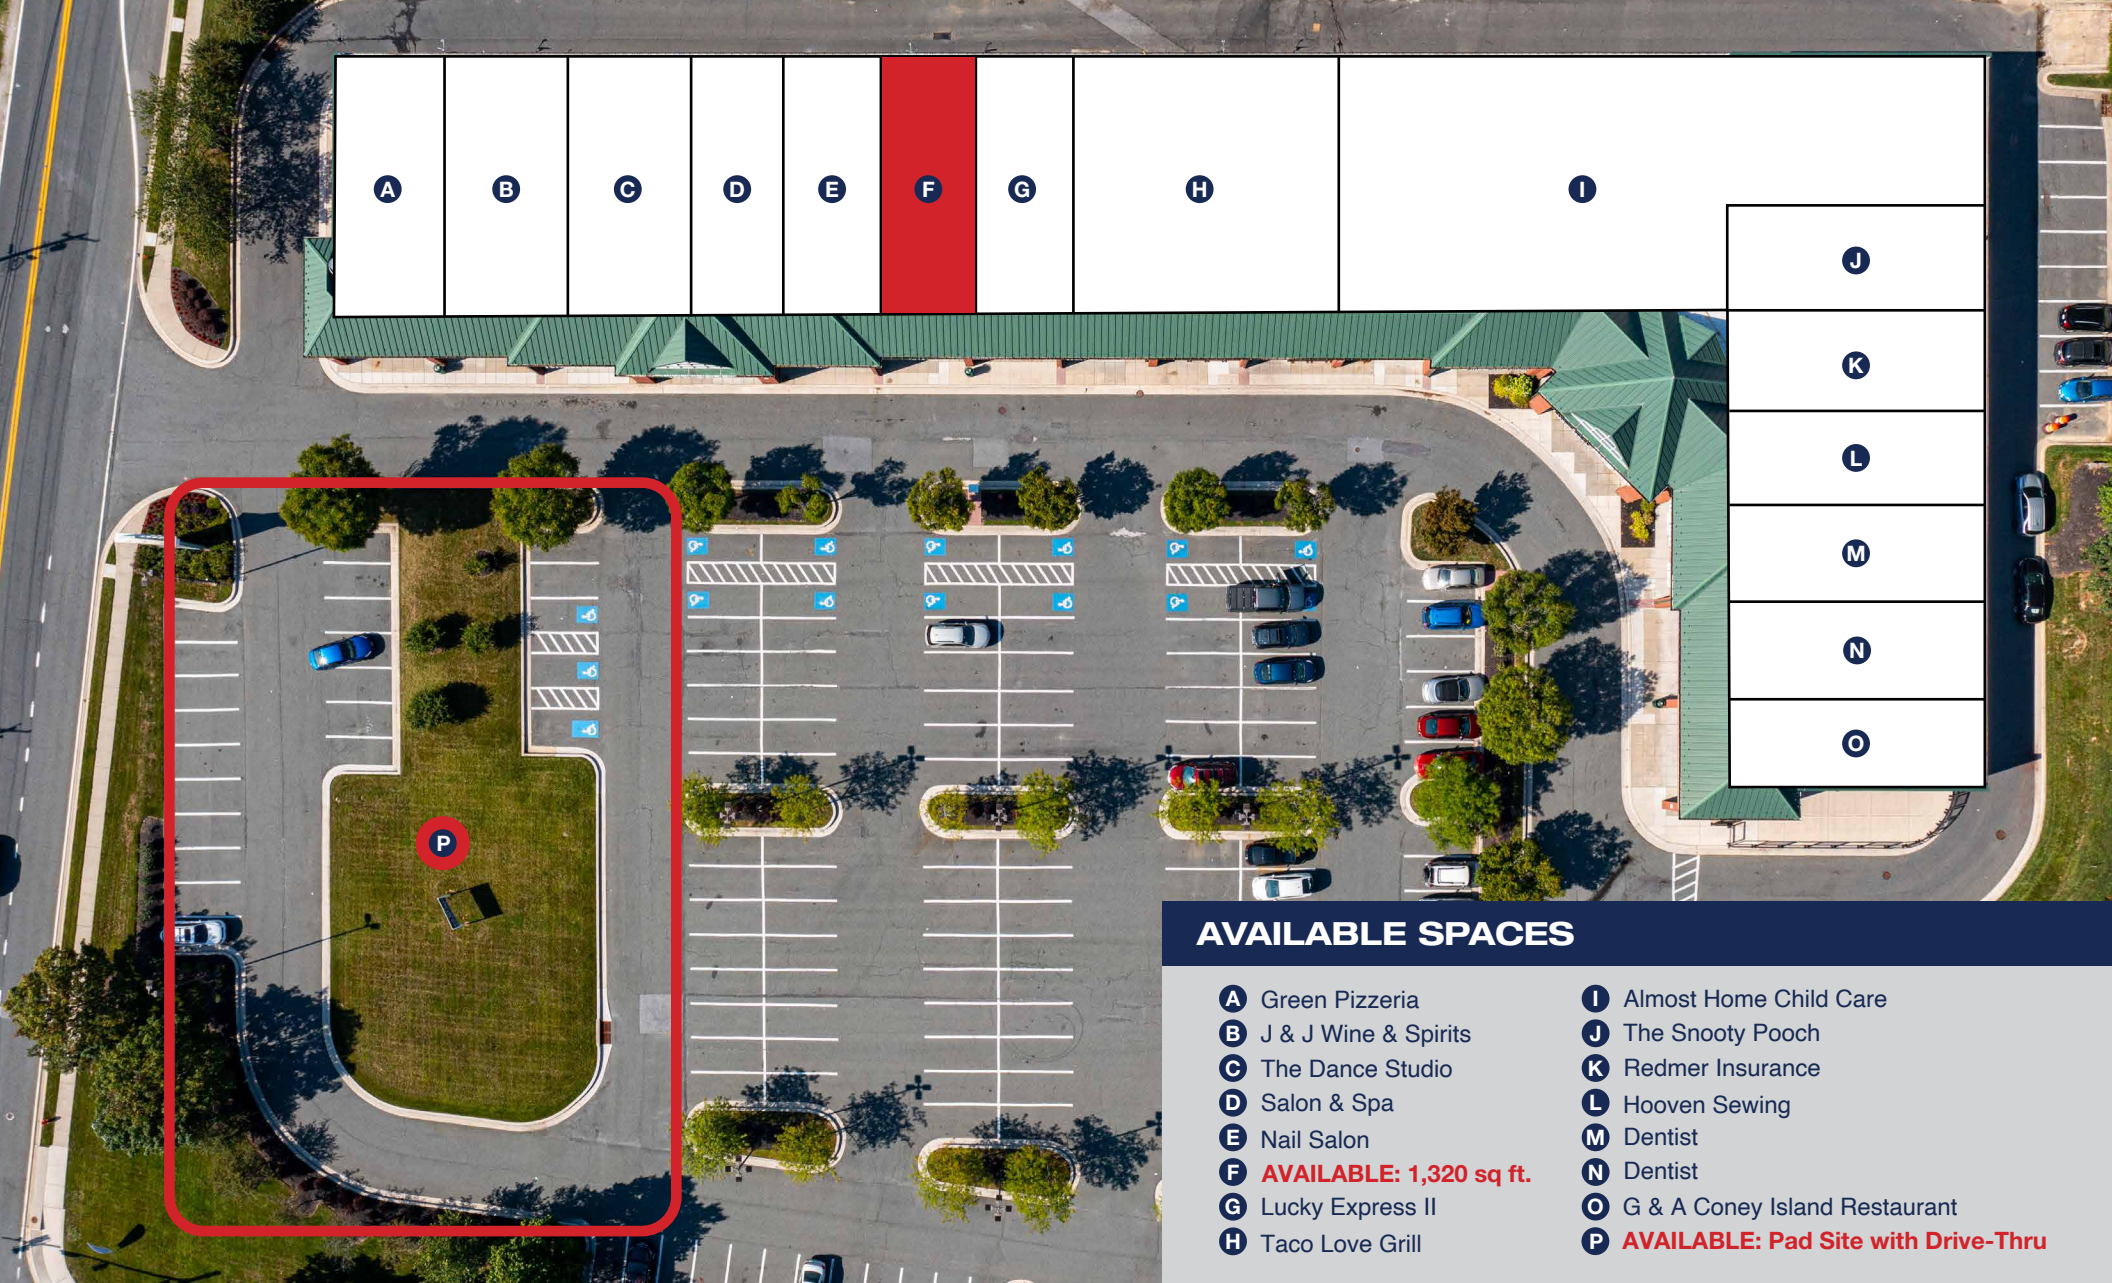 A
B
C
D
E
F
G
H
I
J
K
L
M
N
O
P
AVAILABLE SPACES
A Green Pizzeria
B J & J Wine & Spirits
C The Dance Studio
D Salon & Spa
E Nail Salon
F AVAILABLE: 1,320 sq ft.
G Lucky Express II
H Taco Love Grill
I Almost Home Child Care
J The Snooty Pooch
K Redmer Insurance
L Hooven Sewing
M Dentist
N Dentist
O G & A Coney Island Restaurant
P AVAILABLE: Pad Site with Drive-Thru